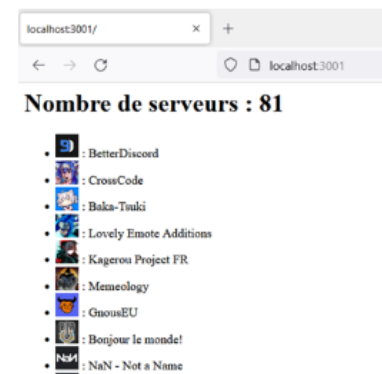 localhost:3001/
localhost:3001
Nombre de serveurs : 81
: BetterDiscord
: CrossCode
: Baka-Tsuki
: Lovely Emote Additions
: Kagerou Project FR
: Memeology
: GnousEU
: Bonjour le monde!
NaN : NaN - Not a Name